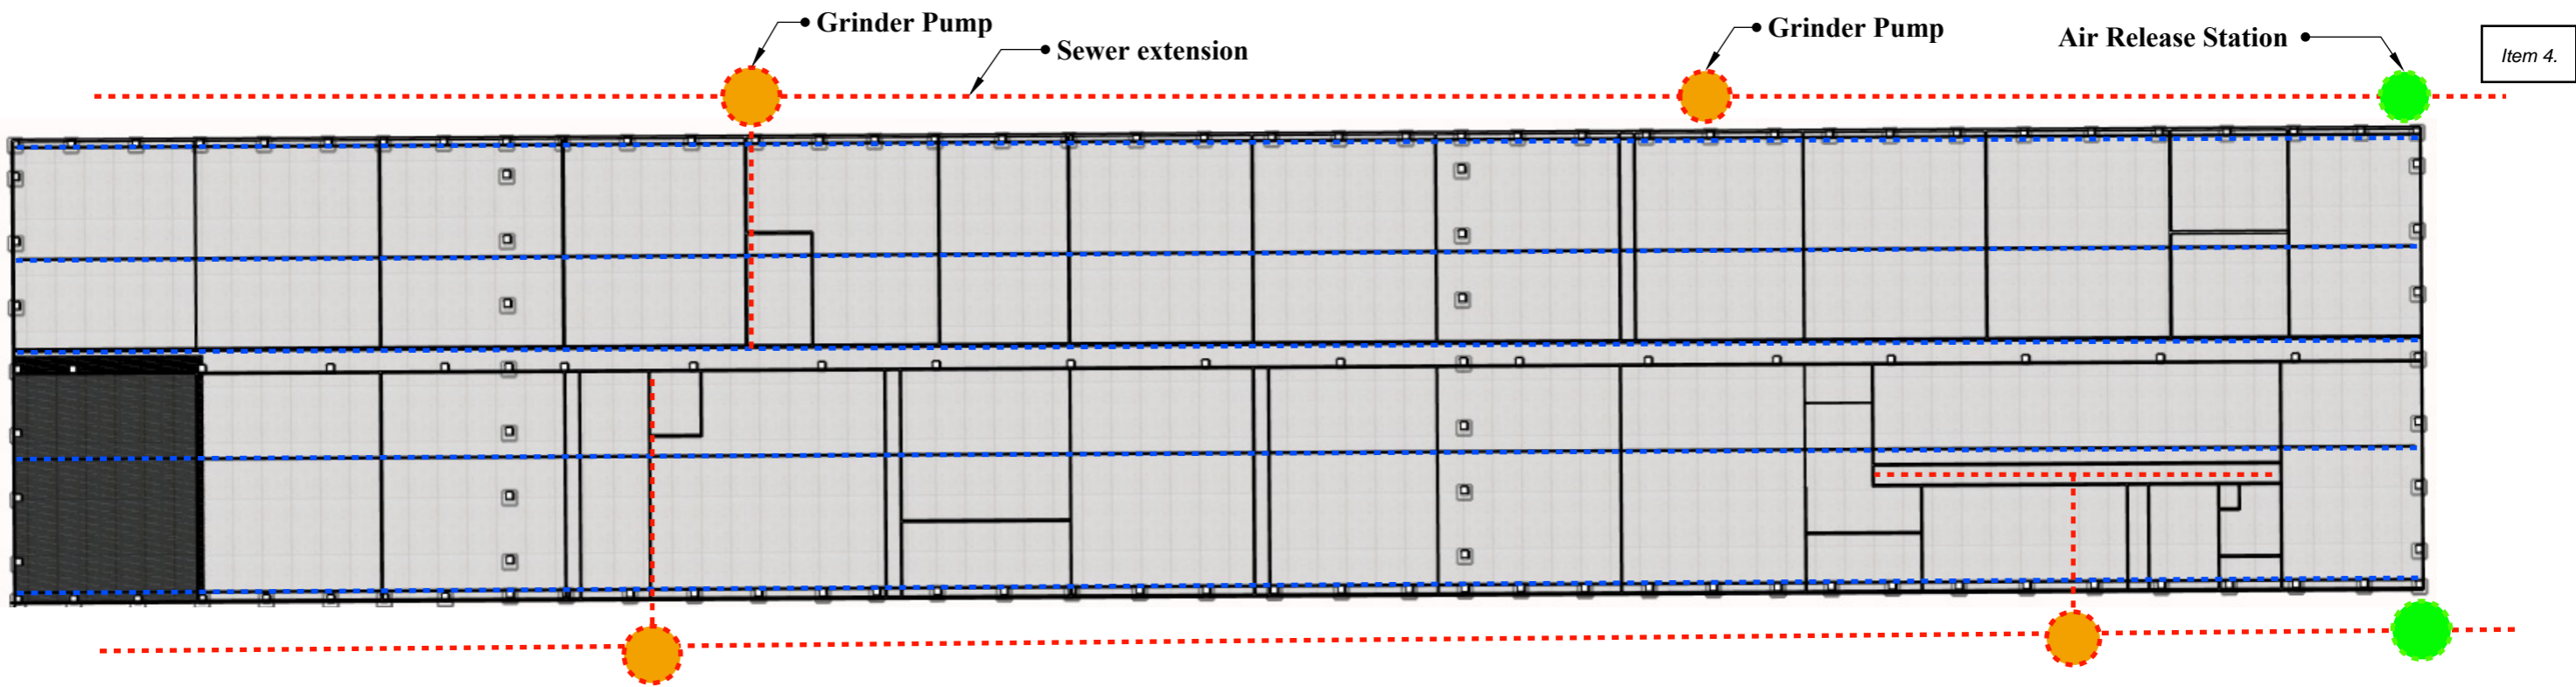 Grinder Pump
Sewer extension
Grinder Pump
Air Release Station
Item 4.